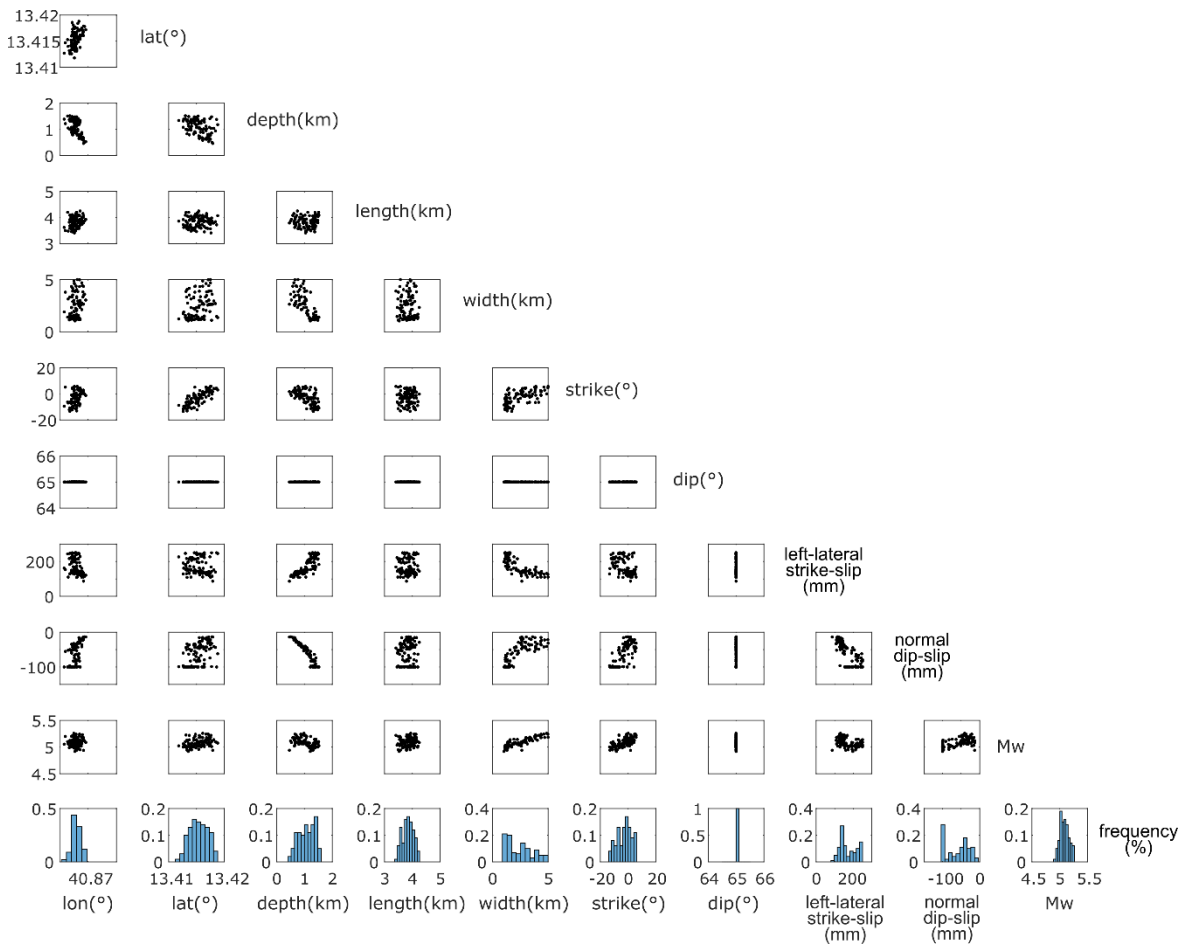 13.42
13.415
13.41
lat(°)
2
1
0
depth(km)
5
4
3
length(km)
5
0
width(km)
20
0
-20
strike(°)
66
65
64
dip(°)
200
0
left-lateral
strike-slip
(mm)
0
-100
normal
dip-slip
(mm)
5.5
5
4.5
Mw
0.5 0.2 0.2 0.2 0.4 0.2 1 0.4 0.4 0.2
0.1 0.1 0.1 0.2 0.1 0.5 0.2 0.2 0.1
0 0 0 0 0 0 0 0 0 0
frequency
(%)
40.87 13.41 13.42 0 1 2 3 4 5 0 5 -20 0 20 64 65 66 0 200 -100 0 4.5 5 5.5
lon(°) lat(°) depth(km) length(km) width(km) strike(°) dip(°) left-lateral normal Mw
strike-slip dip-slip
(mm) (mm)